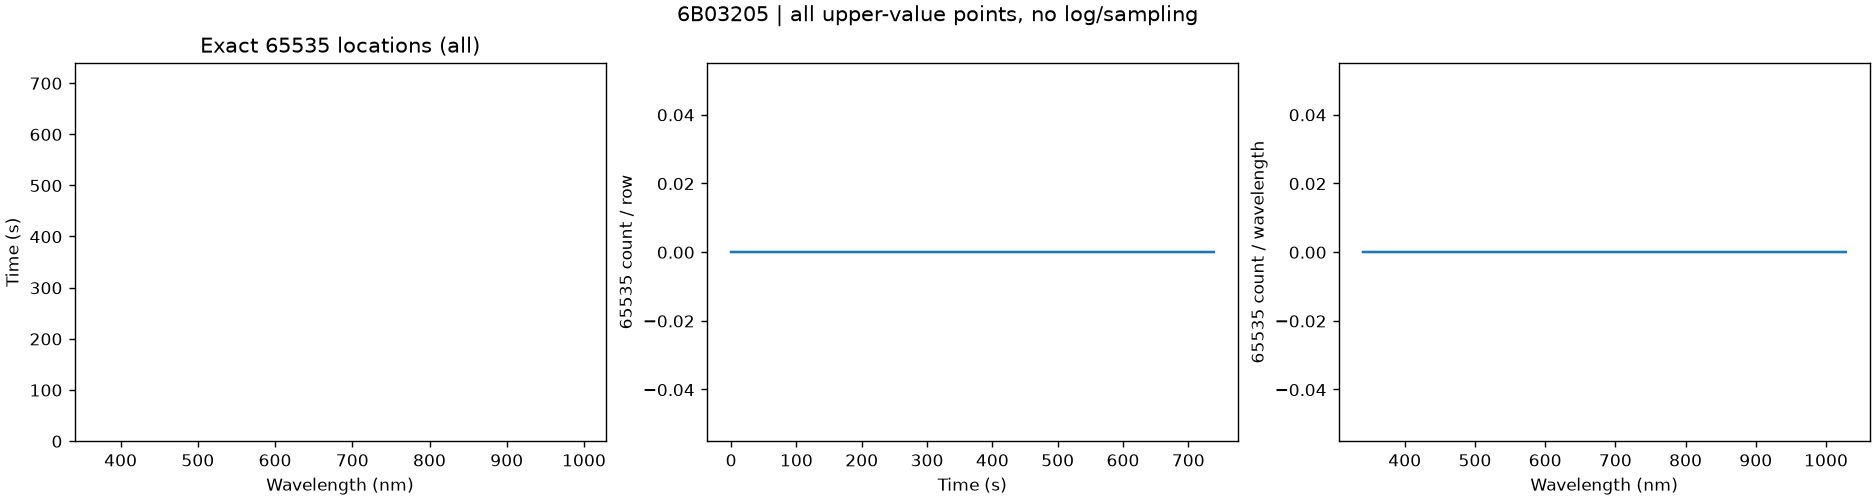 6B03205 | all upper-value points, no log/sampling
Exact 65535 locations (all)
700
600
500
400
300
200
100
0
Time (s)
400 500 600 700 800 900 1000
Wavelength (nm)
0.04
0.02
0.00
−0.02
−0.04
65535 count / row
0 100 200 300 400 500 600 700
Time (s)
0.04
0.02
0.00
−0.02
−0.04
65535 count / wavelength
400 500 600 700 800 900 1000
Wavelength (nm)